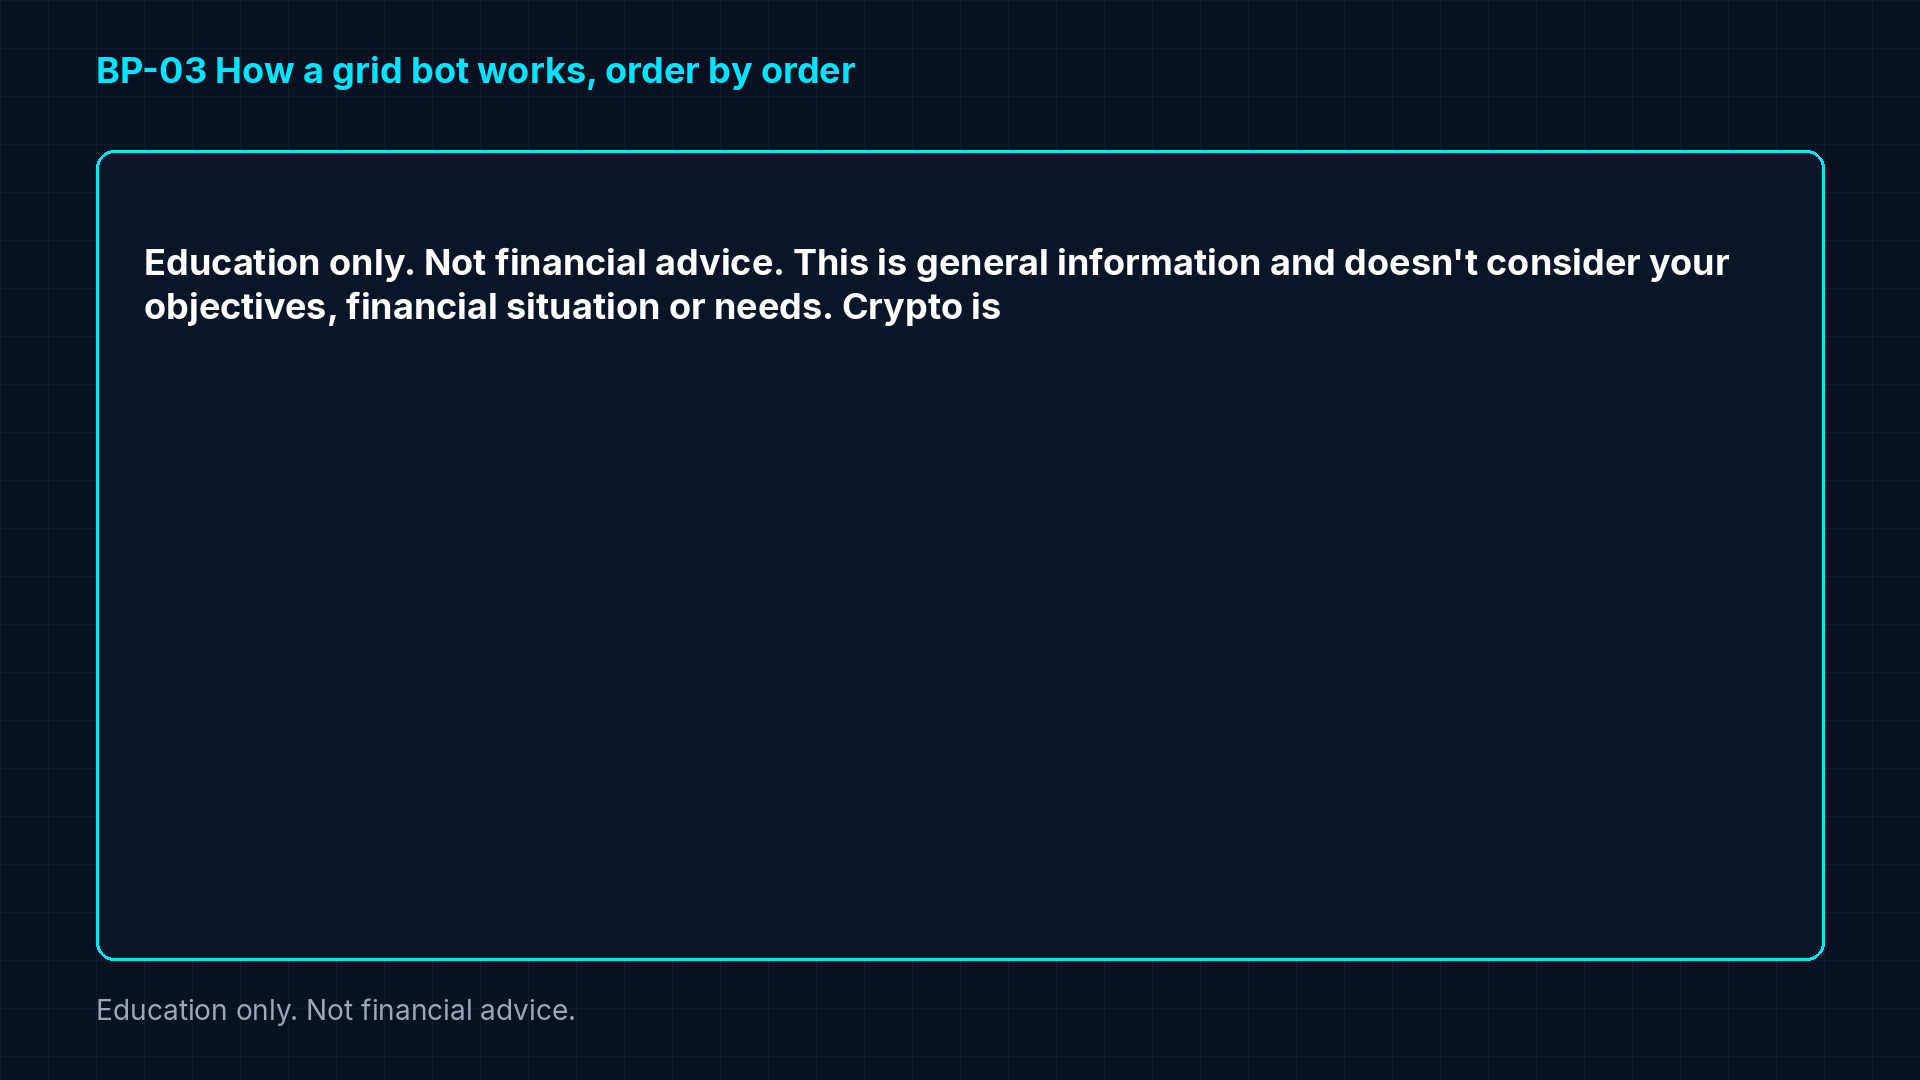 BP-03 How a grid bot works, order by order
Education only. Not financial advice. This is general information and doesn't consider your
objectives, financial situation or needs. Crypto is
Education only. Not financial advice.